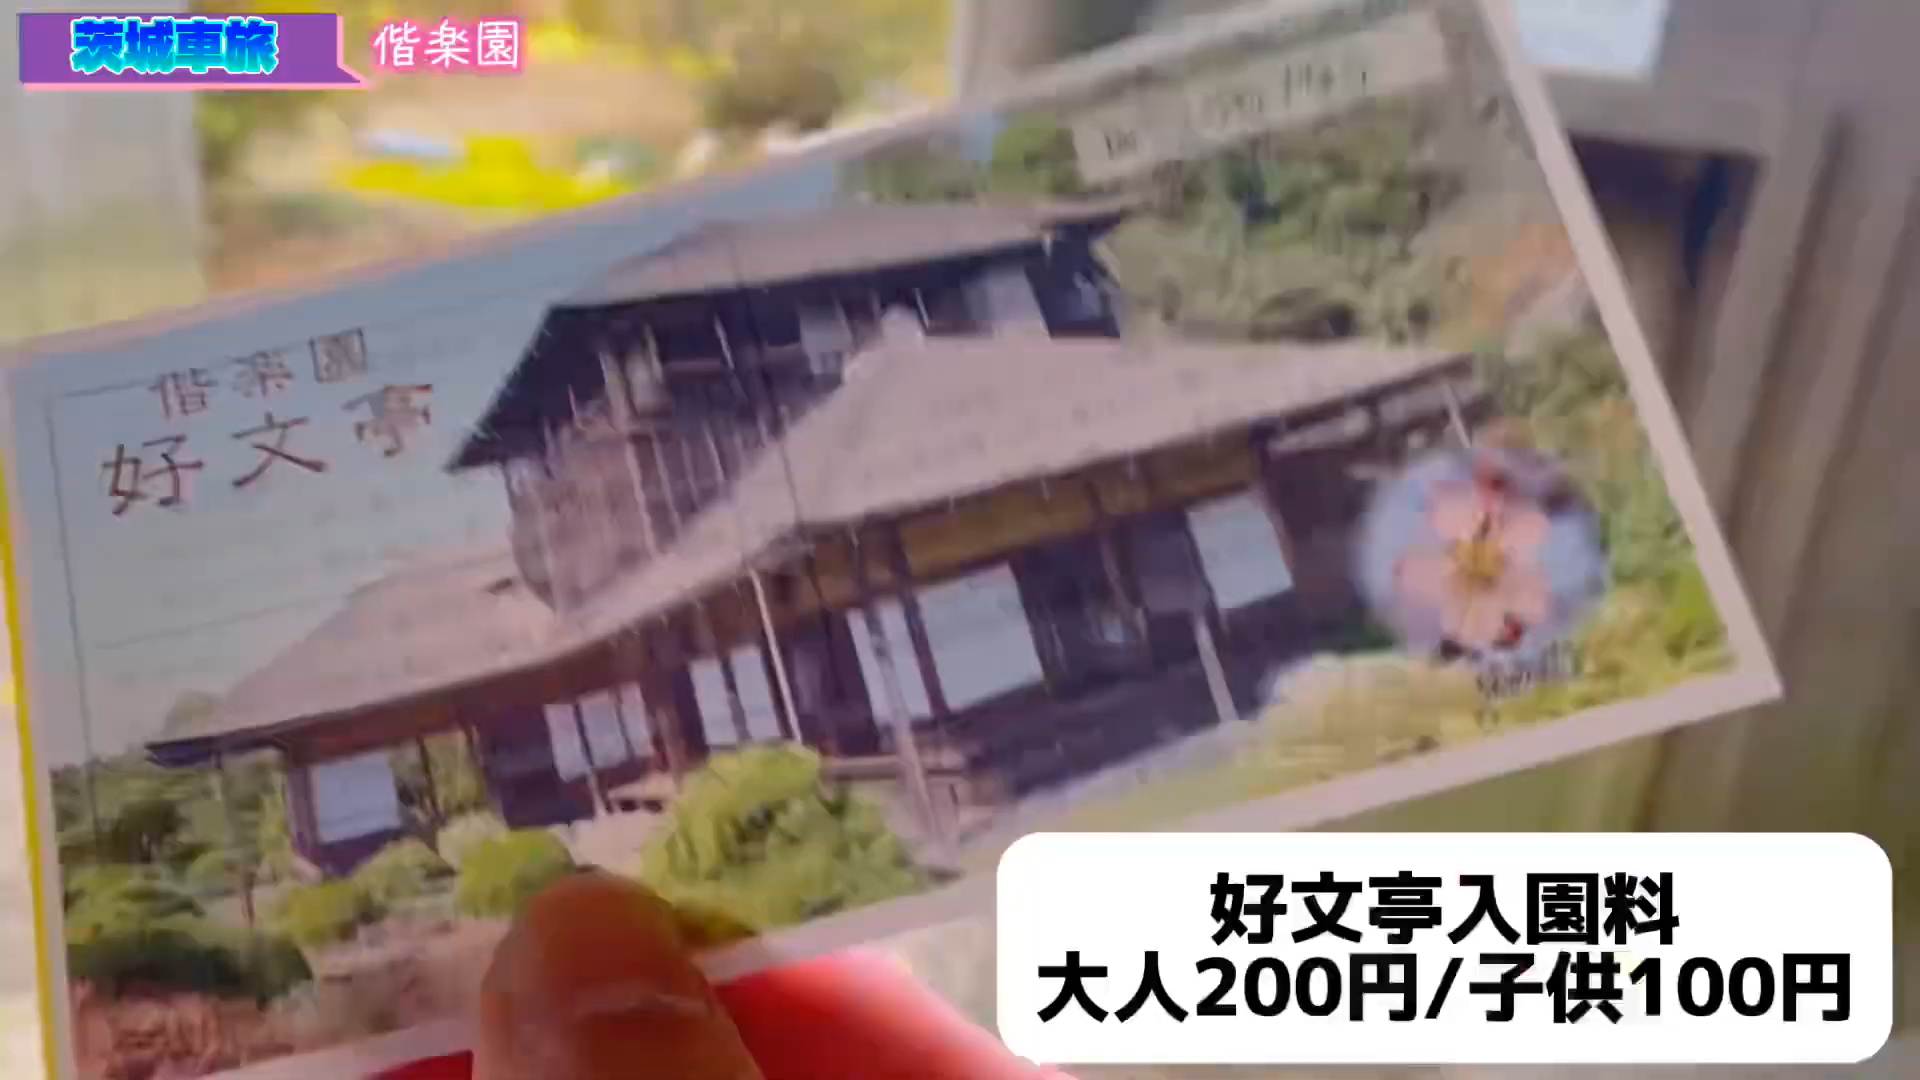 茨城車旅
偕楽園
偕楽園
好文亭
好文亭入園料
大人200円/子供100円